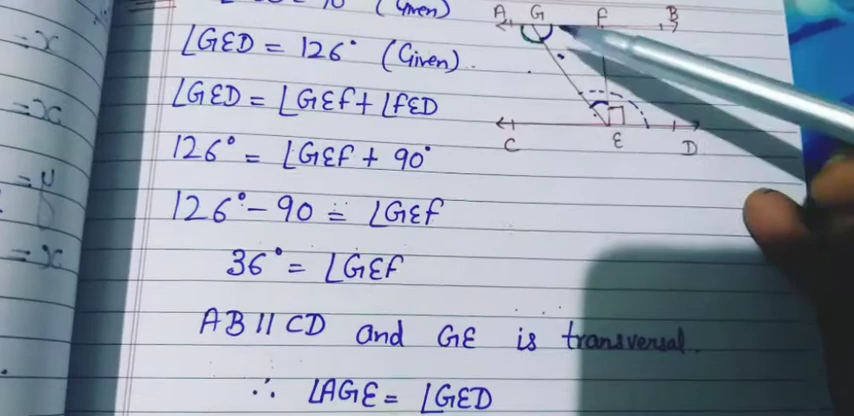 = 90° (Given)
∠GED = 126° (Given).
∠GED = ∠GEF + ∠FED
126° = ∠GEF + 90°
126° - 90 = ∠GEF
36° = ∠GEF
AB || CD and GE is transversal.
∴ ∠AGE = ∠GED
A G F B
C E D
= x
= x
= y
= x